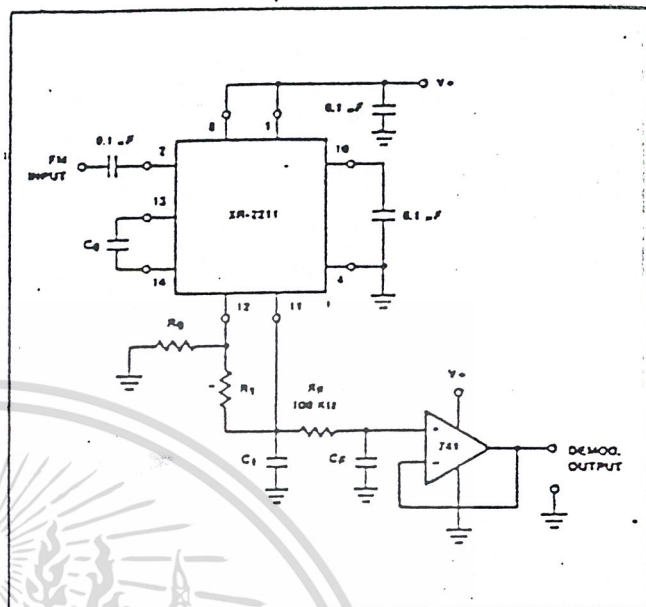 V+
0.1 µF
8
1
0.1 µF
FM
INPUT
2
10
13
XR-2211
0.1 µF
C0
14
4
12
11
R0
R1
RF
100 KΩ
V+
C1
CF
+
741
−
DEMOD.
OUTPUT